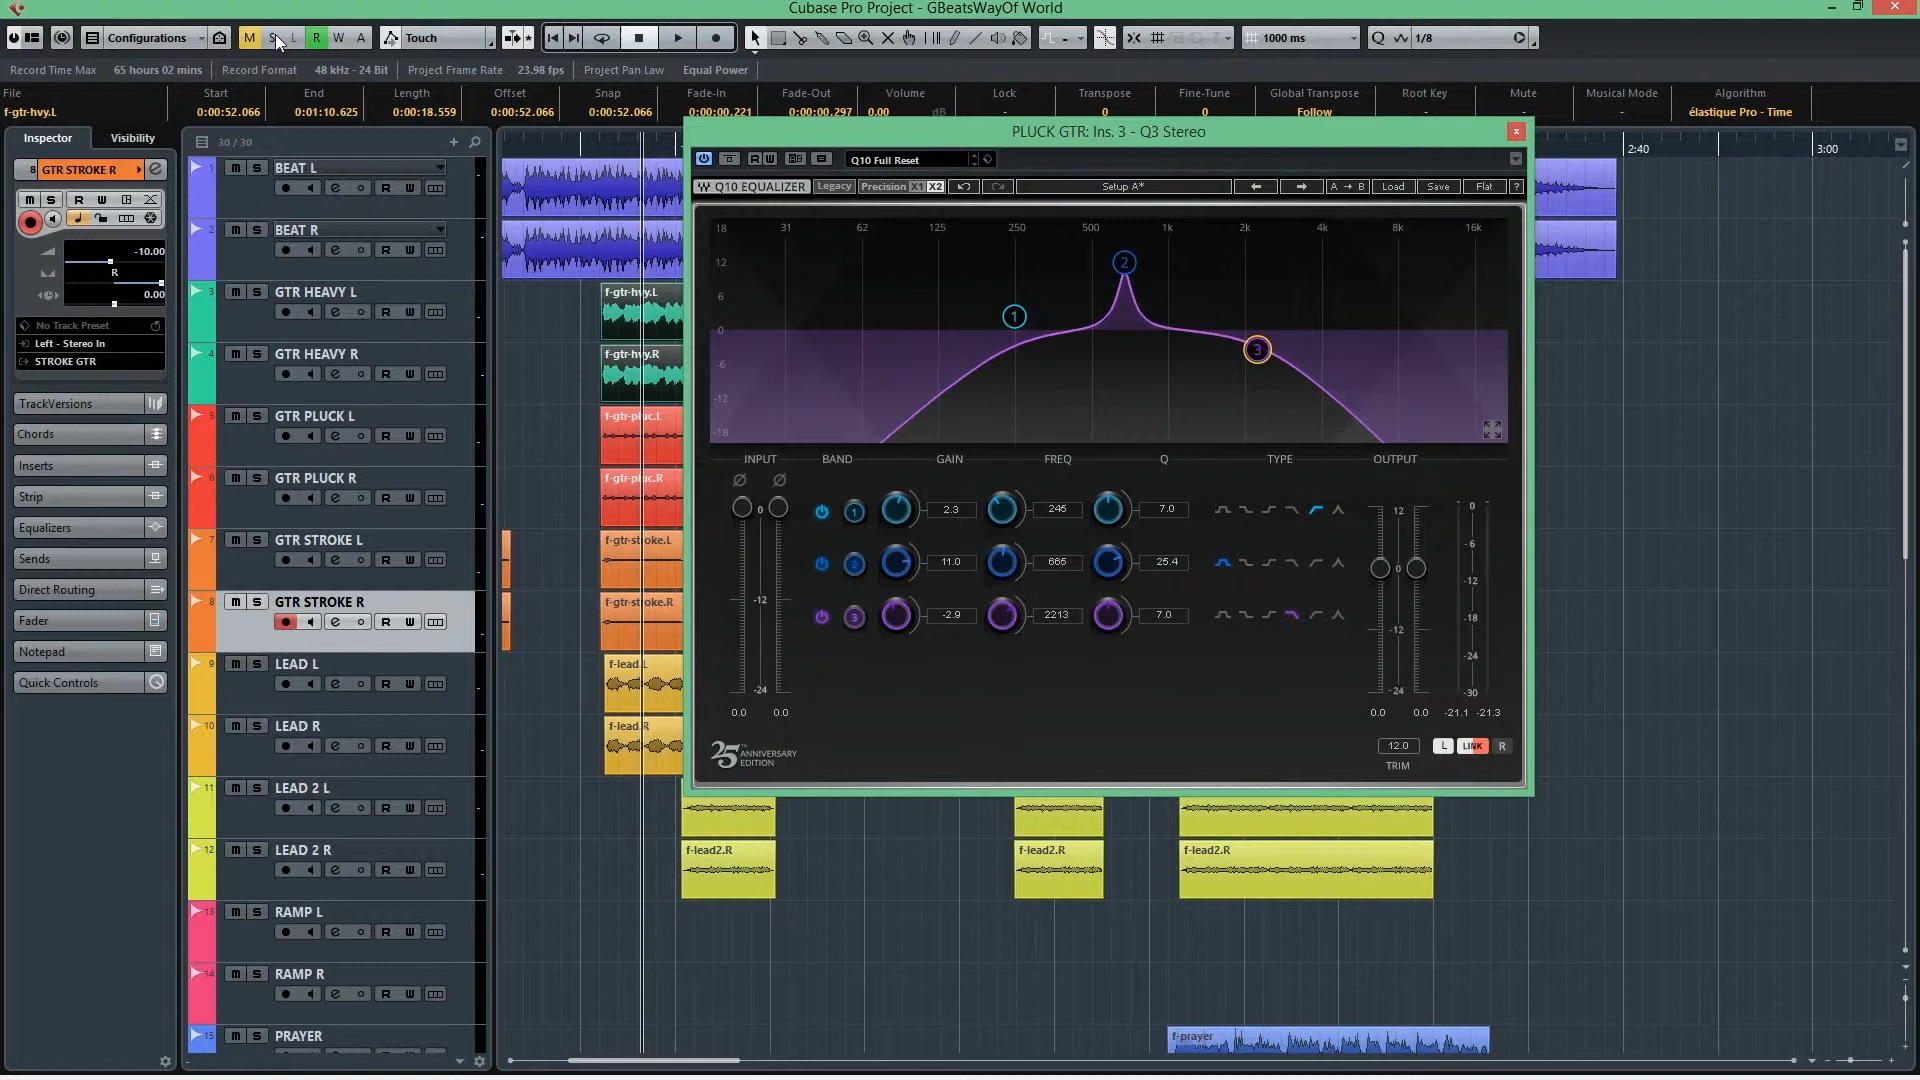 Cubase Pro Project - GBeatsWayOf World
Configurations M S L R W A Touch 1000 ms Q 1/8
Record Time Max 65 hours 02 mins Record Format 48 kHz - 24 Bit Project Frame Rate 23.98 fps Project Pan Law Equal Power
File Start End Length Offset Snap Fade-In Fade-Out Volume Lock Transpose Fine-Tune Global Transpose Root Key Mute Musical Mode Algorithm
f-gtr-hvy.L 0:00:52.066 0:01:10.625 0:00:18.559 0:00:52.066 0:00:52.066 0:00:00.221 0:00:00.297 0.00 dB - 0 0 Follow - - - élastique Pro - Time
Inspector Visibility 30 / 30
2:40 3:00
8 GTR STROKE R
M S R W
-10.00
R
0.00
No Track Preset
Left - Stereo In
STROKE GTR
TrackVersions
Chords
Inserts
Strip
Equalizers
Sends
Direct Routing
Fader
Notepad
Quick Controls
1 m S BEAT L
R W
2 m S BEAT R
R W
3 m S GTR HEAVY L
R W
4 m S GTR HEAVY R
R W
5 m S GTR PLUCK L
R W
6 m S GTR PLUCK R
R W
7 m S GTR STROKE L
R W
8 m S GTR STROKE R
R W
9 m S LEAD L
R W
10 m S LEAD R
R W
11 m S LEAD 2 L
R W
12 m S LEAD 2 R
R W
13 m S RAMP L
R W
14 m S RAMP R
R W
15 m S PRAYER
f-gtr-hvy.L
f-gtr-hvy.R
f-gtr-pluc.L
f-gtr-pluc.R
f-gtr-stroke.L
f-gtr-stroke.R
f-lead.L
f-lead.R
f-lead2.R f-lead2.R f-lead2.R
f-prayer
PLUCK GTR: Ins. 3 - Q3 Stereo
R W Q10 Full Reset
Q10 EQUALIZER Legacy Precision X1 X2 Setup A* A → B Load Save Flat ?
18 31 62 125 250 500 1k 2k 4k 8k 16k
12
6
0
-6
-12
-18
1
2
3
INPUT BAND GAIN FREQ Q TYPE OUTPUT
1 2.3 245 7.0
2 11.0 665 25.4
3 -2.9 2213 7.0
0
-12
-24
0.0 0.0
12
0
-12
-24
0
-6
-12
-18
-24
-30
0.0 0.0 -21.1 -21.3
25TH ANNIVERSARY EDITION
12.0 L LINK R
TRIM